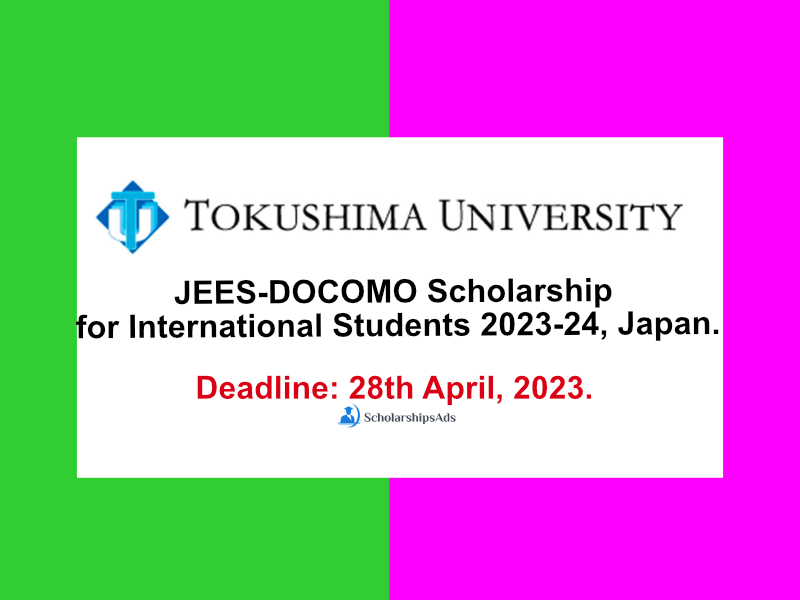 TOKUSHIMA UNIVERSITY
JEES-DOCOMO Scholarship
for International Students 2023-24, Japan.
Deadline: 28th April, 2023.
ScholarshipsAds